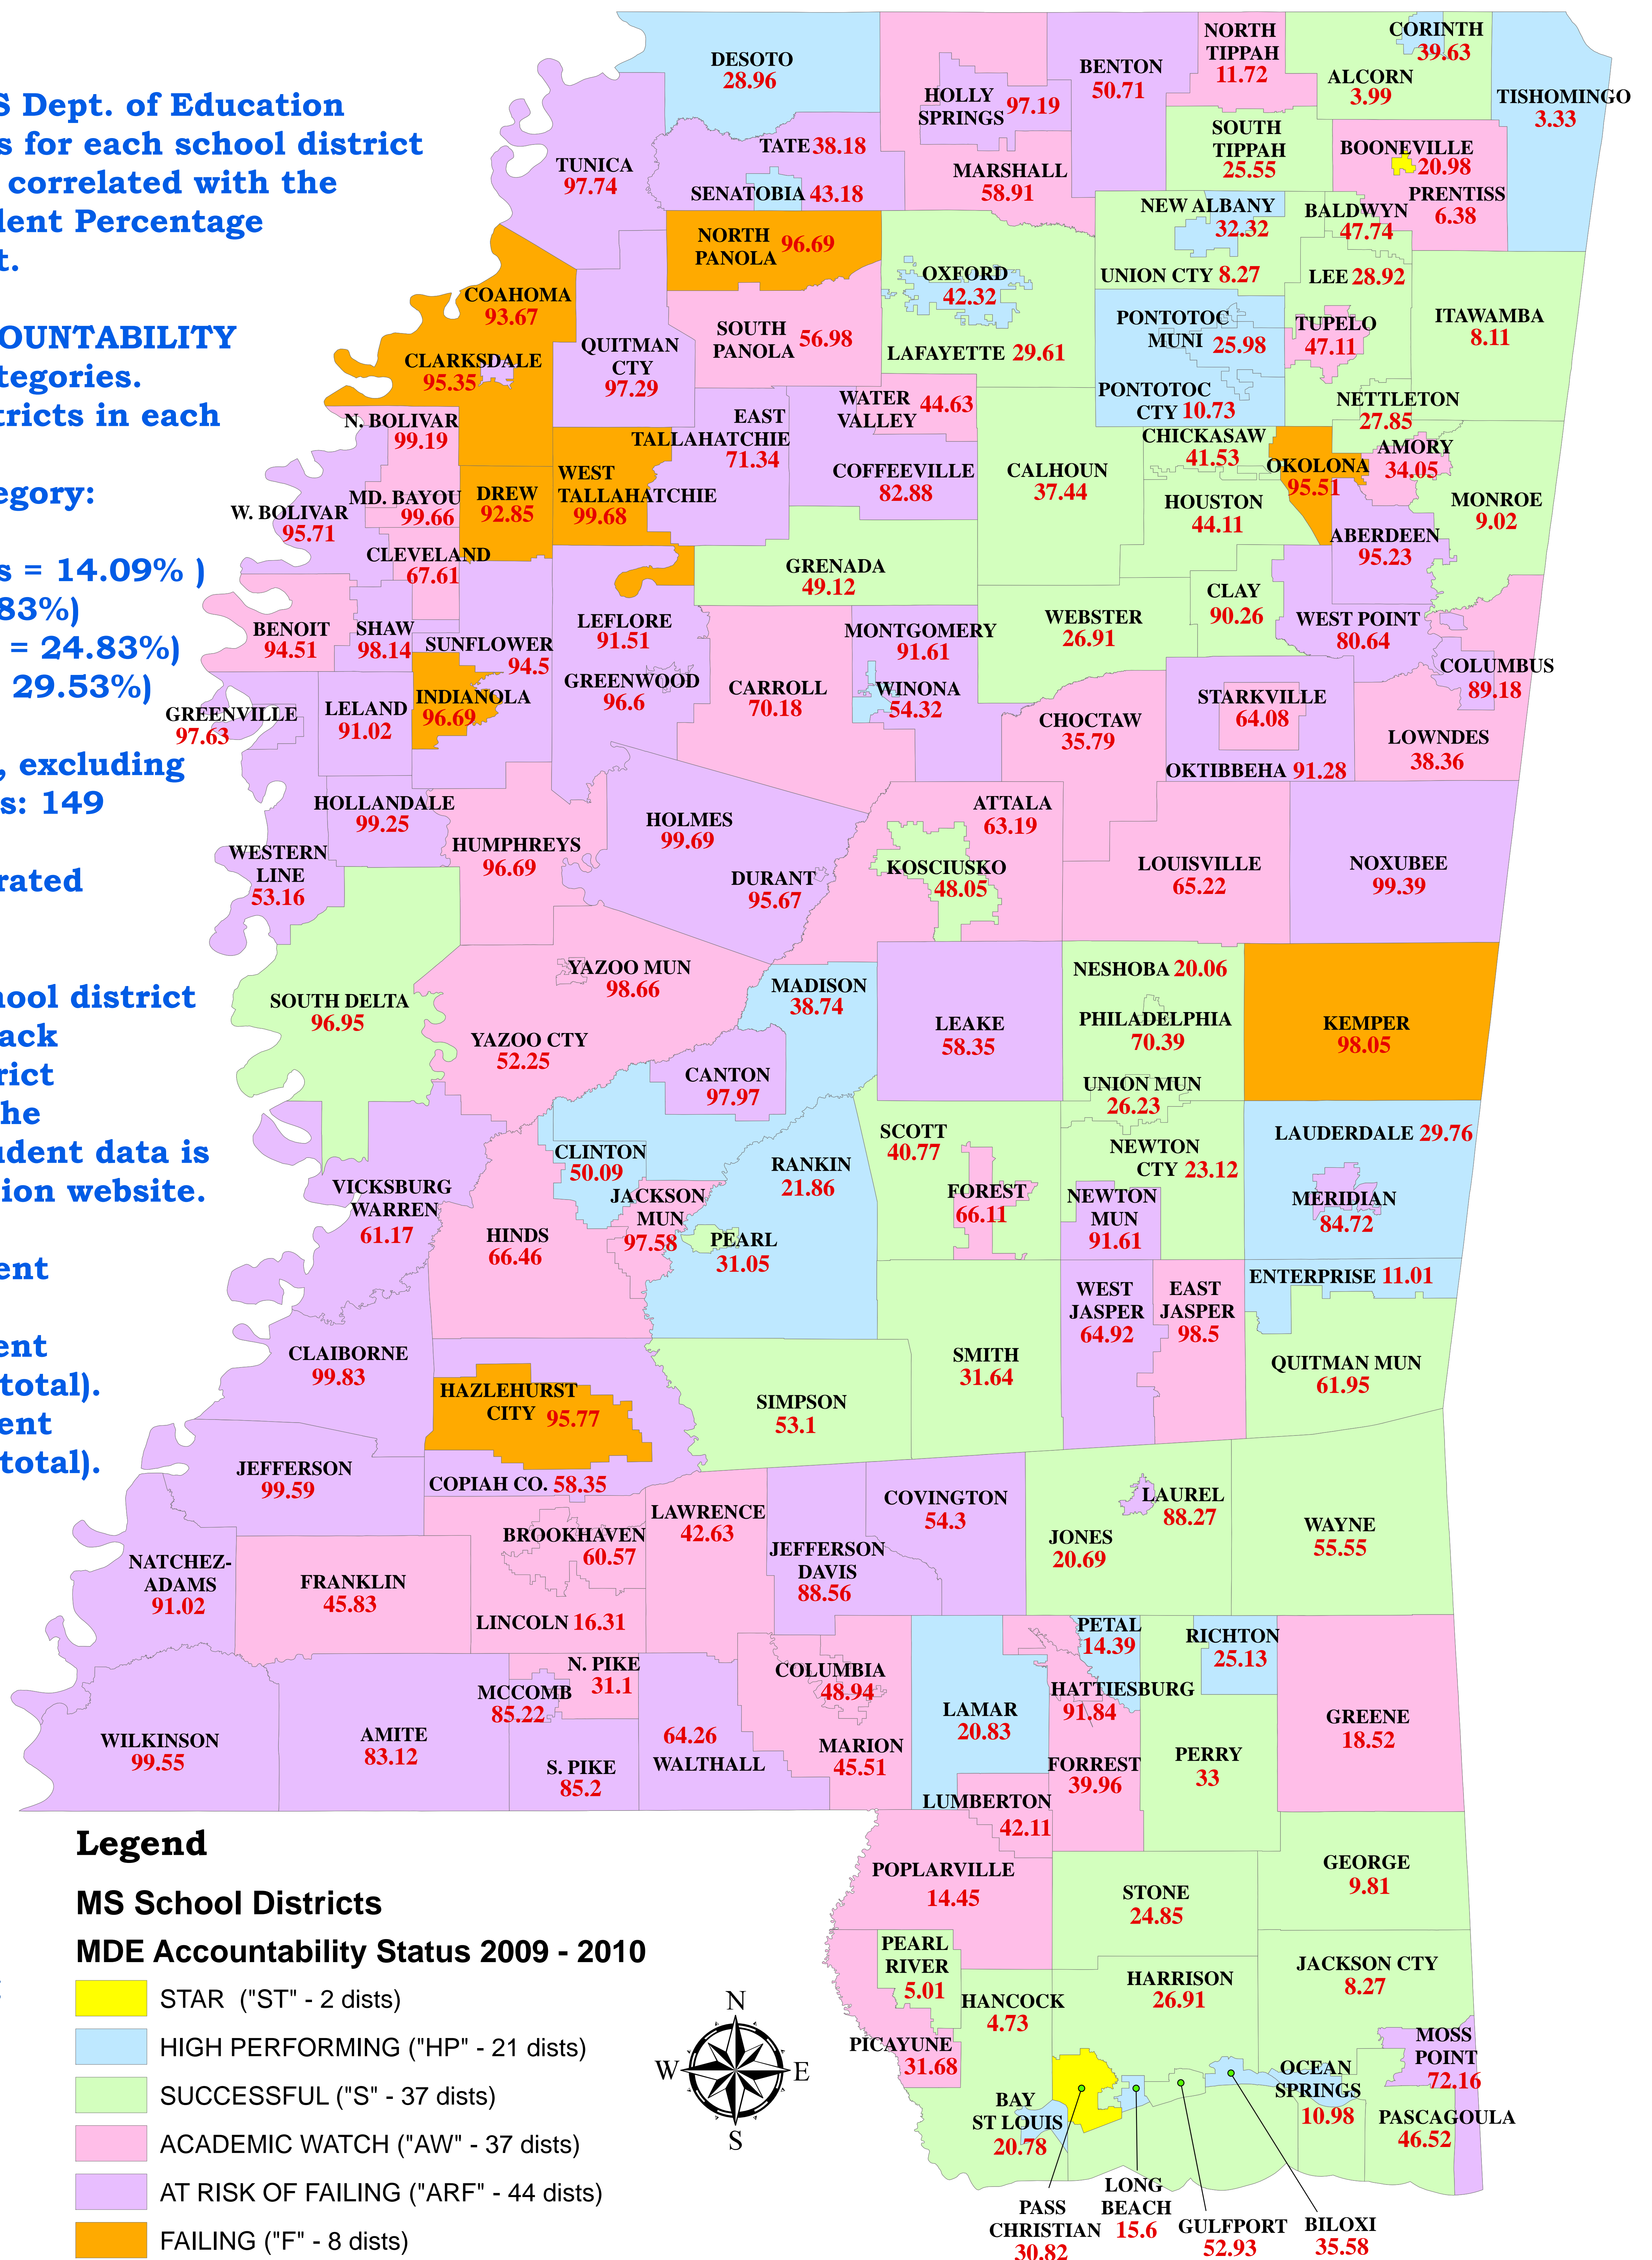 S Dept. of Education
s for each school district
correlated with the
dent Percentage
t.
OUNTABILITY
tegories.
tricts in each
egory:
s = 14.09% )
83%)
= 24.83%)
29.53%)
, excluding
s: 149
rated
hool district
ack
rict
he
udent data is
ion website.
ent
ent
total).
ent
total).
DESOTO
28.96
HOLLY
SPRINGS 97.19
BENTON
50.71
NORTH
TIPPAH
11.72
CORINTH
39.63
ALCORN
3.99
TISHOMINGO
3.33
TUNICA
97.74
TATE 38.18
SENATOBIA 43.18
MARSHALL
58.91
SOUTH
TIPPAH
25.55
BOONEVILLE
20.98
PRENTISS
6.38
NEW ALBANY
32.32
BALDWYN
47.74
NORTH
PANOLA 96.69
OXFORD
42.32
UNION CTY 8.27
LEE 28.92
COAHOMA
93.67
CLARKSDALE
95.35
QUITMAN
CTY
97.29
SOUTH
PANOLA 56.98
LAFAYETTE 29.61
PONTOTOC
MUNI 25.98
TUPELO
47.11
ITAWAMBA
8.11
PONTOTOC
CTY 10.73
NETTLETON
27.85
N. BOLIVAR
99.19
EAST
TALLAHATCHIE
71.34
WATER
VALLEY 44.63
CHICKASAW
41.53
AMORY
34.05
MD. BAYOU
99.66
DREW
92.85
WEST
TALLAHATCHIE
99.68
COFFEEVILLE
82.88
CALHOUN
37.44
OKOLONA
95.51
W. BOLIVAR
95.71
HOUSTON
44.11
MONROE
9.02
ABERDEEN
95.23
CLEVELAND
67.61
GRENADA
49.12
CLAY
90.26
BENOIT
94.51
SHAW
98.14
SUNFLOWER
94.5
LEFLORE
91.51
MONTGOMERY
91.61
WEBSTER
26.91
WEST POINT
80.64
COLUMBUS
89.18
GREENVILLE
97.63
LELAND
91.02
INDIANOLA
96.69
GREENWOOD
96.6
CARROLL
70.18
WINONA
54.32
CHOCTAW
35.79
STARKVILLE
64.08
LOWNDES
38.36
OKTIBBEHA 91.28
HOLLANDALE
99.25
HUMPHREYS
96.69
HOLMES
99.69
ATTALA
63.19
WESTERN
LINE
53.16
DURANT
95.67
KOSCIUSKO
48.05
LOUISVILLE
65.22
NOXUBEE
99.39
SOUTH DELTA
96.95
YAZOO MUN
98.66
YAZOO CTY
52.25
MADISON
38.74
LEAKE
58.35
NESHOBA 20.06
PHILADELPHIA
70.39
KEMPER
98.05
CANTON
97.97
UNION MUN
26.23
CLINTON
50.09
SCOTT
40.77
NEWTON
CTY 23.12
LAUDERDALE 29.76
VICKSBURG
WARREN
61.17
HINDS
66.46
JACKSON
MUN
97.58
RANKIN
21.86
PEARL
31.05
FOREST
66.11
NEWTON
MUN
91.61
MERIDIAN
84.72
ENTERPRISE 11.01
WEST
JASPER
64.92
EAST
JASPER
98.5
CLAIBORNE
99.83
HAZLEHURST
CITY 95.77
SIMPSON
53.1
SMITH
31.64
QUITMAN MUN
61.95
JEFFERSON
99.59
COPIAH CO. 58.35
LAWRENCE
42.63
COVINGTON
54.3
LAUREL
88.27
JONES
20.69
WAYNE
55.55
NATCHEZ-
ADAMS
91.02
FRANKLIN
45.83
BROOKHAVEN
60.57
LINCOLN 16.31
JEFFERSON
DAVIS
88.56
N. PIKE
31.1
MCCOMB
85.22
COLUMBIA
48.94
PETAL
14.39
RICHTON
25.13
WILKINSON
99.55
AMITE
83.12
S. PIKE
85.2
64.26
WALTHALL
MARION
45.51
LAMAR
20.83
HATTIESBURG
91.84
FORREST
39.96
PERRY
33
GREENE
18.52
LUMBERTON
42.11
POPLARVILLE
14.45
STONE
24.85
GEORGE
9.81
PEARL
RIVER
5.01
HANCOCK
4.73
HARRISON
26.91
JACKSON CTY
8.27
PICAYUNE
31.68
MOSS
POINT
72.16
BAY
ST LOUIS
20.78
OCEAN
SPRINGS
10.98
PASCAGOULA
46.52
PASS
CHRISTIAN
30.82
LONG
BEACH
15.6
GULFPORT
52.93
BILOXI
35.58
Legend
MS School Districts
MDE Accountability Status 2009 - 2010
STAR ("ST" - 2 dists)
HIGH PERFORMING ("HP" - 21 dists)
SUCCESSFUL ("S" - 37 dists)
ACADEMIC WATCH ("AW" - 37 dists)
AT RISK OF FAILING ("ARF" - 44 dists)
FAILING ("F" - 8 dists)
N
W E
S